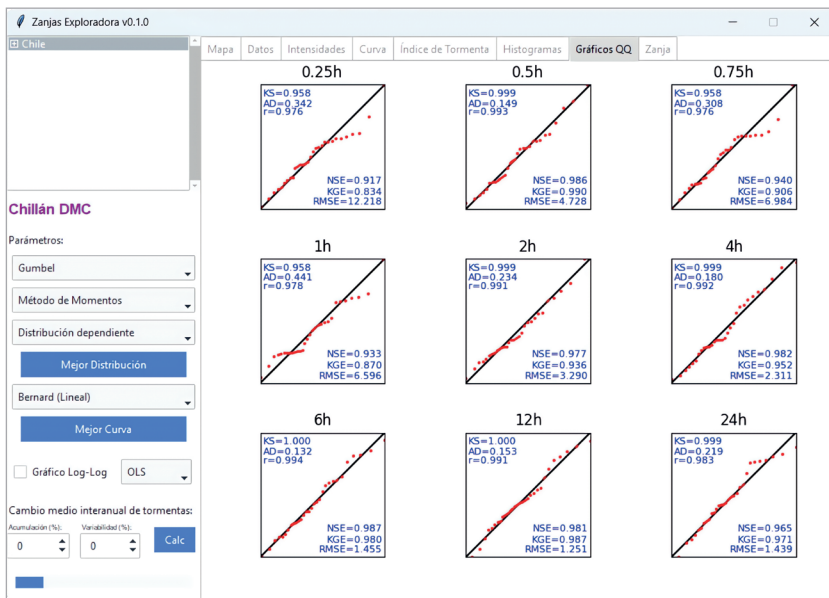 Zanjas Exploradora v0.1.0
Chile
Mapa Datos Intensidades Curva Índice de Tormenta Histogramas Gráficos QQ Zanja
Chillán DMC
Parámetros:
Gumbel
Método de Momentos
Distribución dependiente
Mejor Distribución
Bernard (Lineal)
Mejor Curva
Gráfico Log-Log OLS
Cambio medio interanual de tormentas:
Acumulación (%): Variabilidad (%):
0 0 Calc
0.25h
KS=0.958
AD=0.342
r=0.976
NSE=0.917
KGE=0.834
RMSE=12.218
0.5h
KS=0.999
AD=0.149
r=0.993
NSE=0.986
KGE=0.990
RMSE=4.728
0.75h
KS=0.958
AD=0.308
r=0.976
NSE=0.940
KGE=0.906
RMSE=6.984
1h
KS=0.958
AD=0.441
r=0.978
NSE=0.933
KGE=0.870
RMSE=6.596
2h
KS=0.999
AD=0.234
r=0.991
NSE=0.977
KGE=0.936
RMSE=3.290
4h
KS=0.999
AD=0.180
r=0.992
NSE=0.982
KGE=0.952
RMSE=2.311
6h
KS=1.000
AD=0.132
r=0.994
NSE=0.987
KGE=0.980
RMSE=1.455
12h
KS=1.000
AD=0.153
r=0.991
NSE=0.981
KGE=0.987
RMSE=1.251
24h
KS=0.999
AD=0.219
r=0.983
NSE=0.965
KGE=0.971
RMSE=1.439